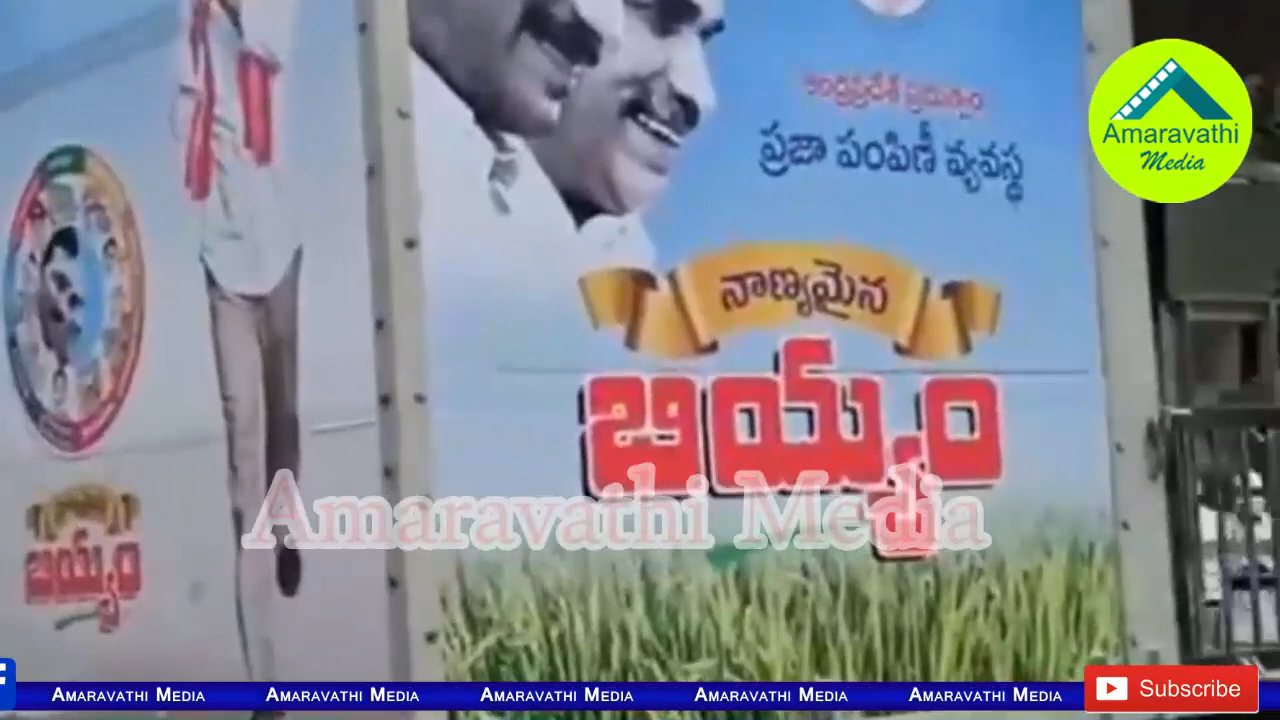 ఆంధ్రప్రదేశ్ ప్రభుత్వం
ప్రజా పంపిణీ వ్యవస్థ
నాణ్యమైన
బియ్యం
బియ్యం
Amaravathi
Media
Amaravathi Media
Amaravathi Media Amaravathi Media Amaravathi Media Amaravathi Media Amaravathi Media
Subscribe